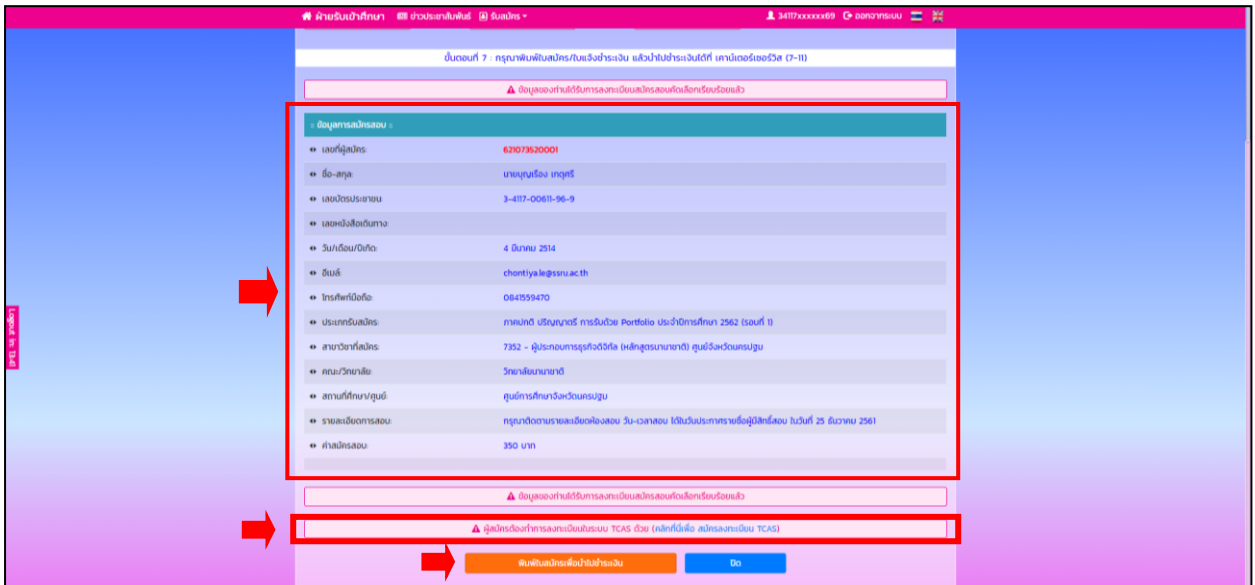 ฝ่ายรับเข้าศึกษา ข่าวประชาสัมพันธ์ รับสมัคร 34117xxxxxx69 ออกจากระบบ
ขั้นตอนที่ 7 : กรุณาพิมพ์ใบสมัคร/ใบแจ้งชำระเงิน แล้วนำไปชำระเงินได้ที่ เคาน์เตอร์เซอร์วิส (7-11)
ข้อมูลของท่านได้รับการลงทะเบียนสมัครสอบคัดเลือกเรียบร้อยแล้ว
:: ข้อมูลการสมัครสอบ ::
เลขที่ผู้สมัคร: 621073520001
ชื่อ-สกุล: นายบุญเรือง เกตุศรี
เลขบัตรประชาชน: 3-4117-00611-96-9
เลขหนังสือเดินทาง:
วัน/เดือน/ปีเกิด: 4 มีนาคม 2514
อีเมล์: chontiya.le@ssru.ac.th
โทรศัพท์มือถือ: 0841559470
ประเภทรับสมัคร: ภาคปกติ ปริญญาตรี การรับด้วย Portfolio ประจำปีการศึกษา 2562 (รอบที่ 1)
สาขาวิชาที่สมัคร: 7352 - ผู้ประกอบการธุรกิจดิจิทัล (หลักสูตรนานาชาติ) ศูนย์จังหวัดนครปฐม
คณะ/วิทยาลัย: วิทยาลัยนานาชาติ
สถานที่ศึกษา/ศูนย์: ศูนย์การศึกษาจังหวัดนครปฐม
รายละเอียดการสอบ: กรุณาติดตามรายละเอียดห้องสอบ วัน-เวลาสอบ ได้ในวันประกาศรายชื่อผู้มีสิทธิ์สอบ ในวันที่ 25 ธันวาคม 2561
ค่าสมัครสอบ: 350 บาท
ข้อมูลของท่านได้รับการลงทะเบียนสมัครสอบคัดเลือกเรียบร้อยแล้ว
ผู้สมัครต้องทำการลงทะเบียนในระบบ TCAS ด้วย (คลิกที่นี่เพื่อ สมัครลงทะเบียน TCAS)
พิมพ์ใบสมัครเพื่อนำไปชำระเงิน ปิด
Logout in: 13:41